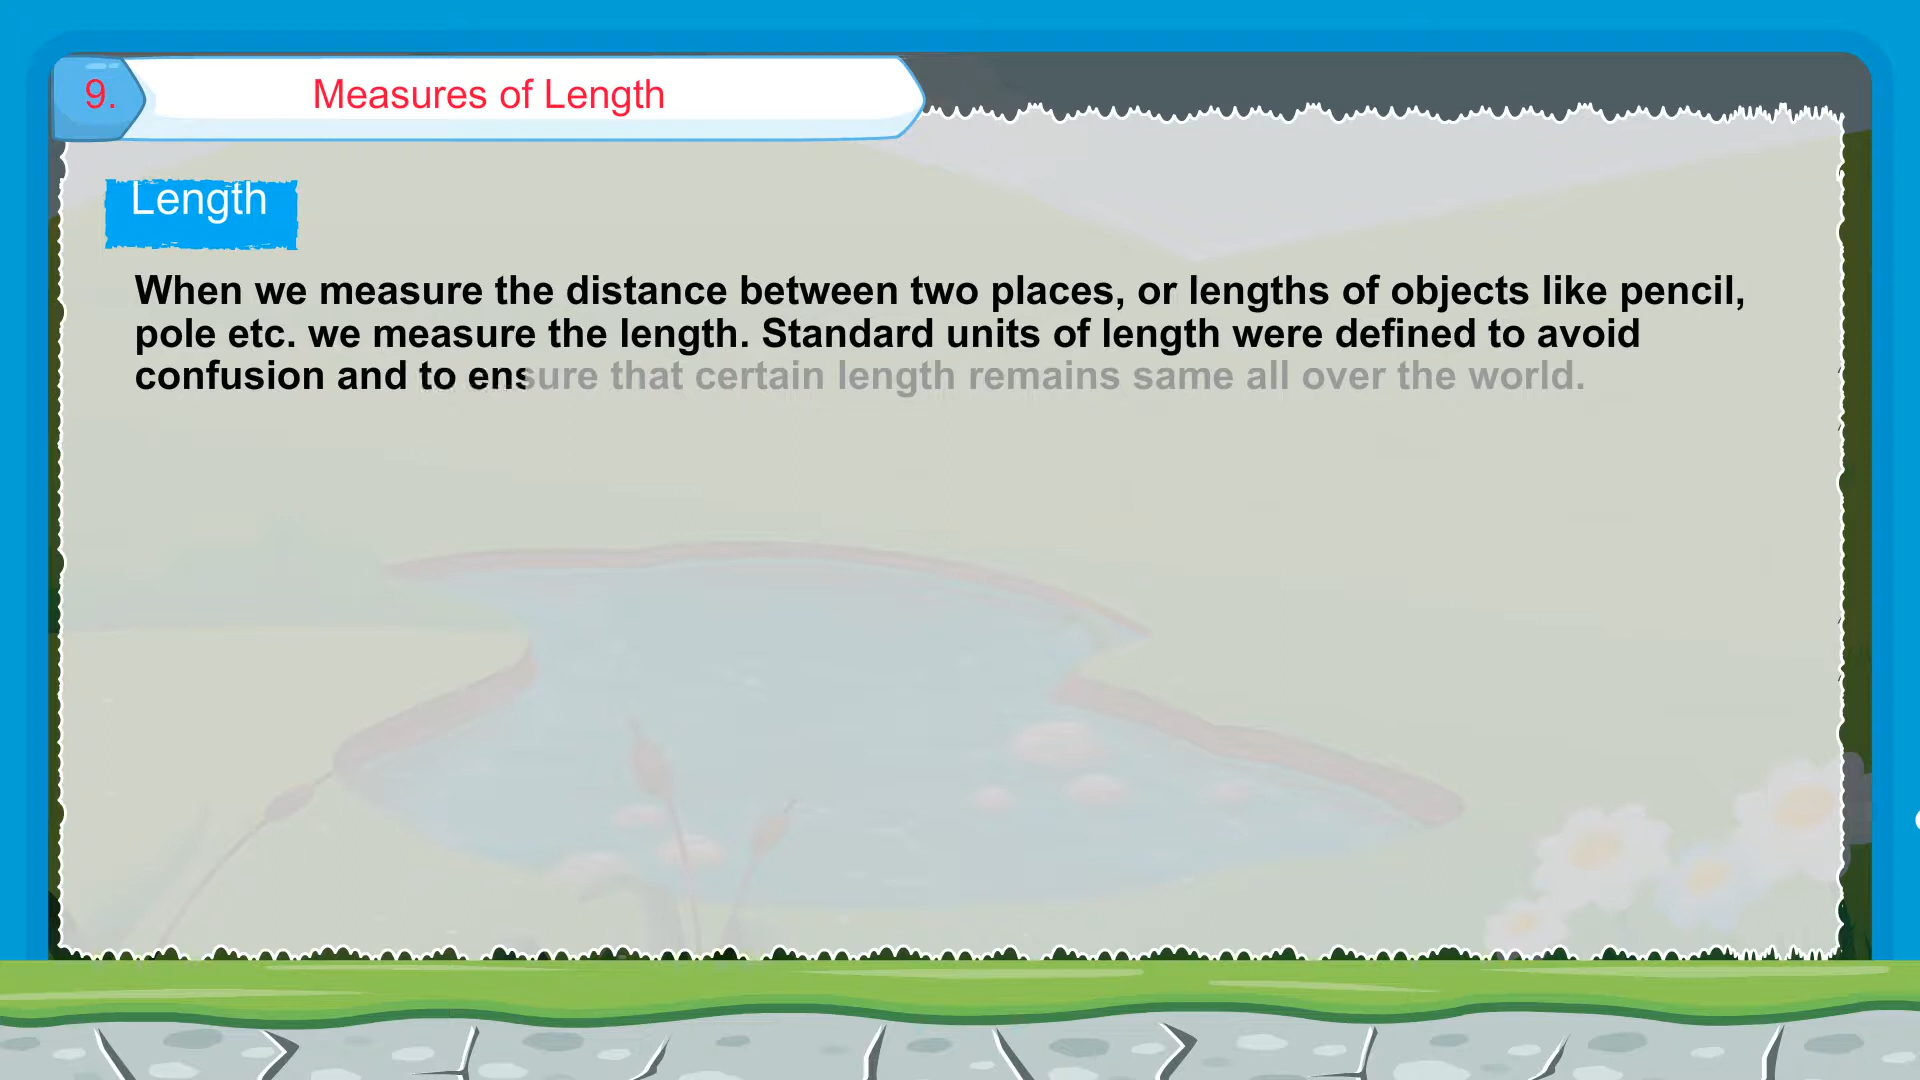 9.
Measures of Length
Length
When we measure the distance between two places, or lengths of objects like pencil,
pole etc. we measure the length. Standard units of length were defined to avoid
confusion and to ensure that certain length remains same all over the world.